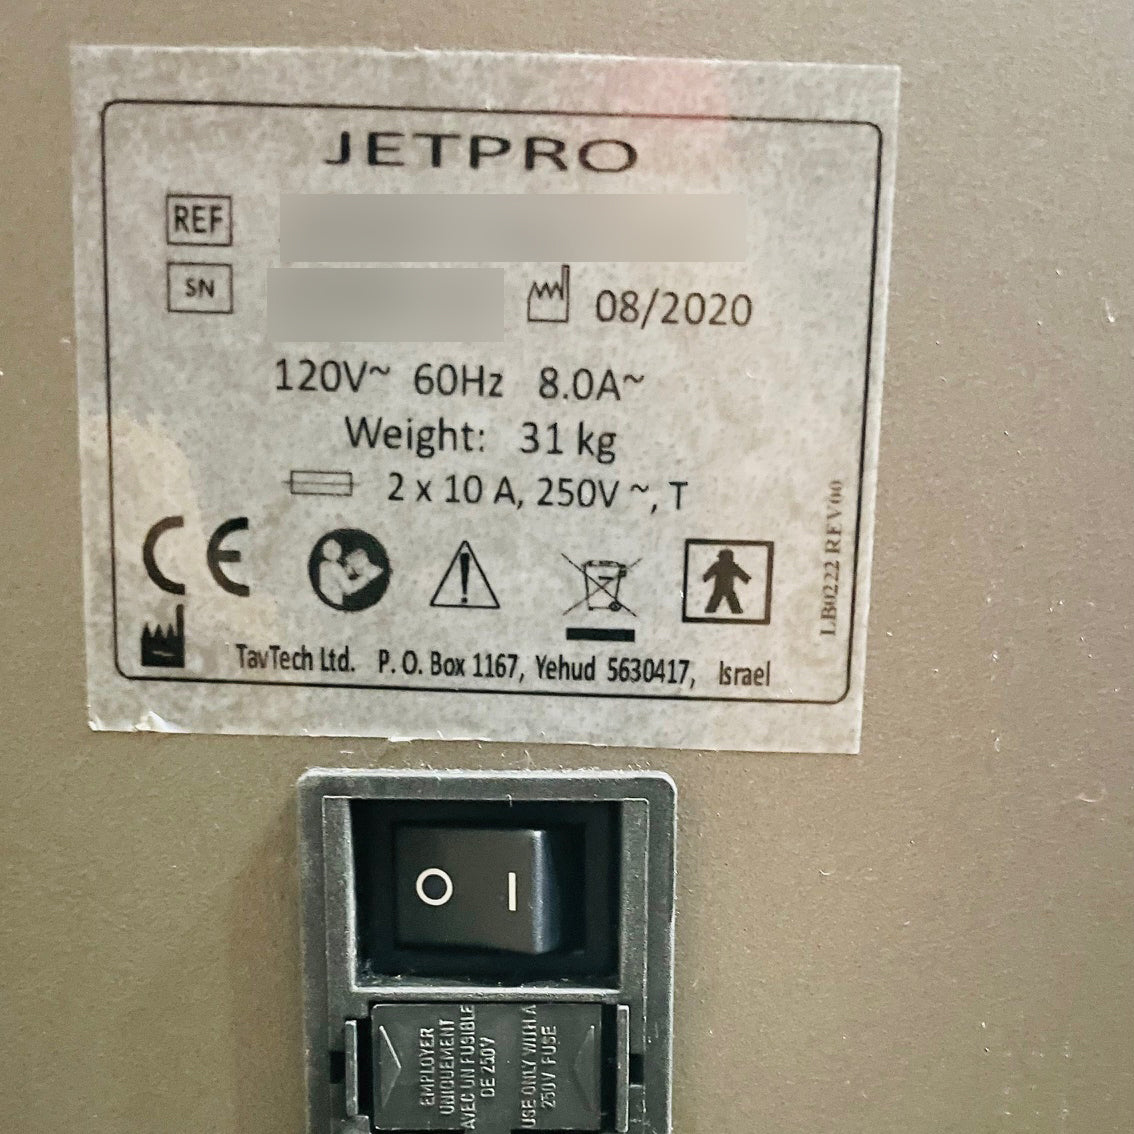 JETPRO
REF
SN 08/2020
120V~ 60Hz 8.0A~
Weight: 31 kg
2 x 10 A, 250V ~, T
CE
TavTech Ltd. P. O. Box 1167, Yehud 5630417, Israel
LB0222 REV00
O I
EMPLOYER
UNIQUEMENT
AVEC UN FUSIBLE
DE 250V
USE ONLY WITH A
250V FUSE